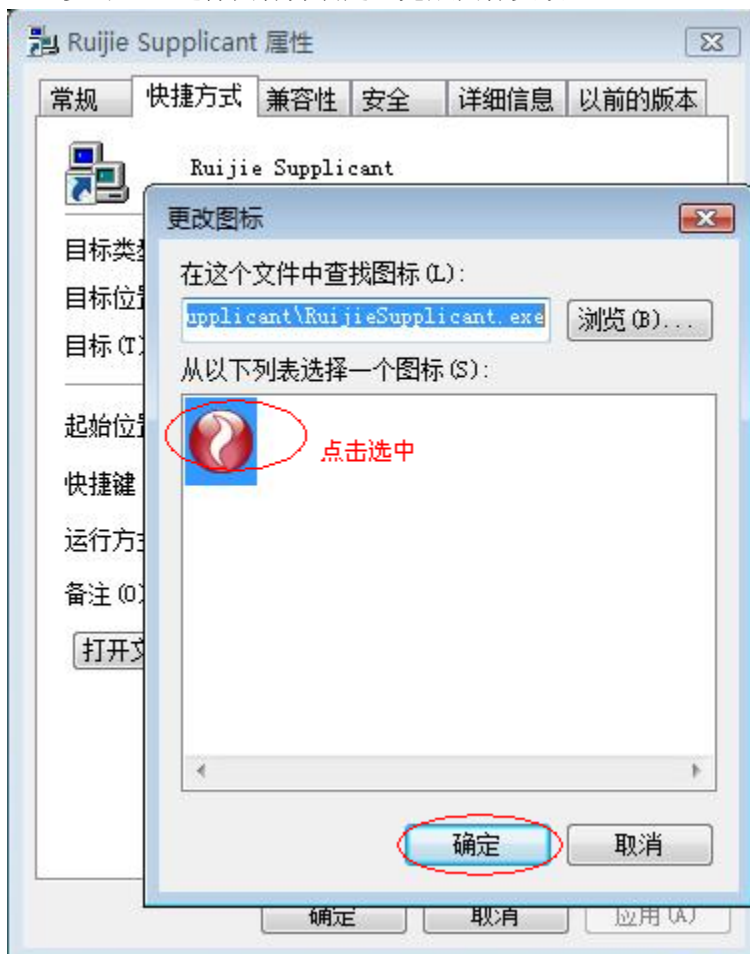 Ruijie Supplicant 属性
常规 快捷方式 兼容性 安全 详细信息 以前的版本
Ruijie Supplicant
更改图标
目标类
在这个文件中查找图标(L):
目标位
upplicant\RuijieSupplicant.exe 浏览(B)...
目标(T)
从以下列表选择一个图标(S):
起始位
点击选中
快捷键
运行方
备注(O)
打开
确定 取消
确定 取消 应用(A)